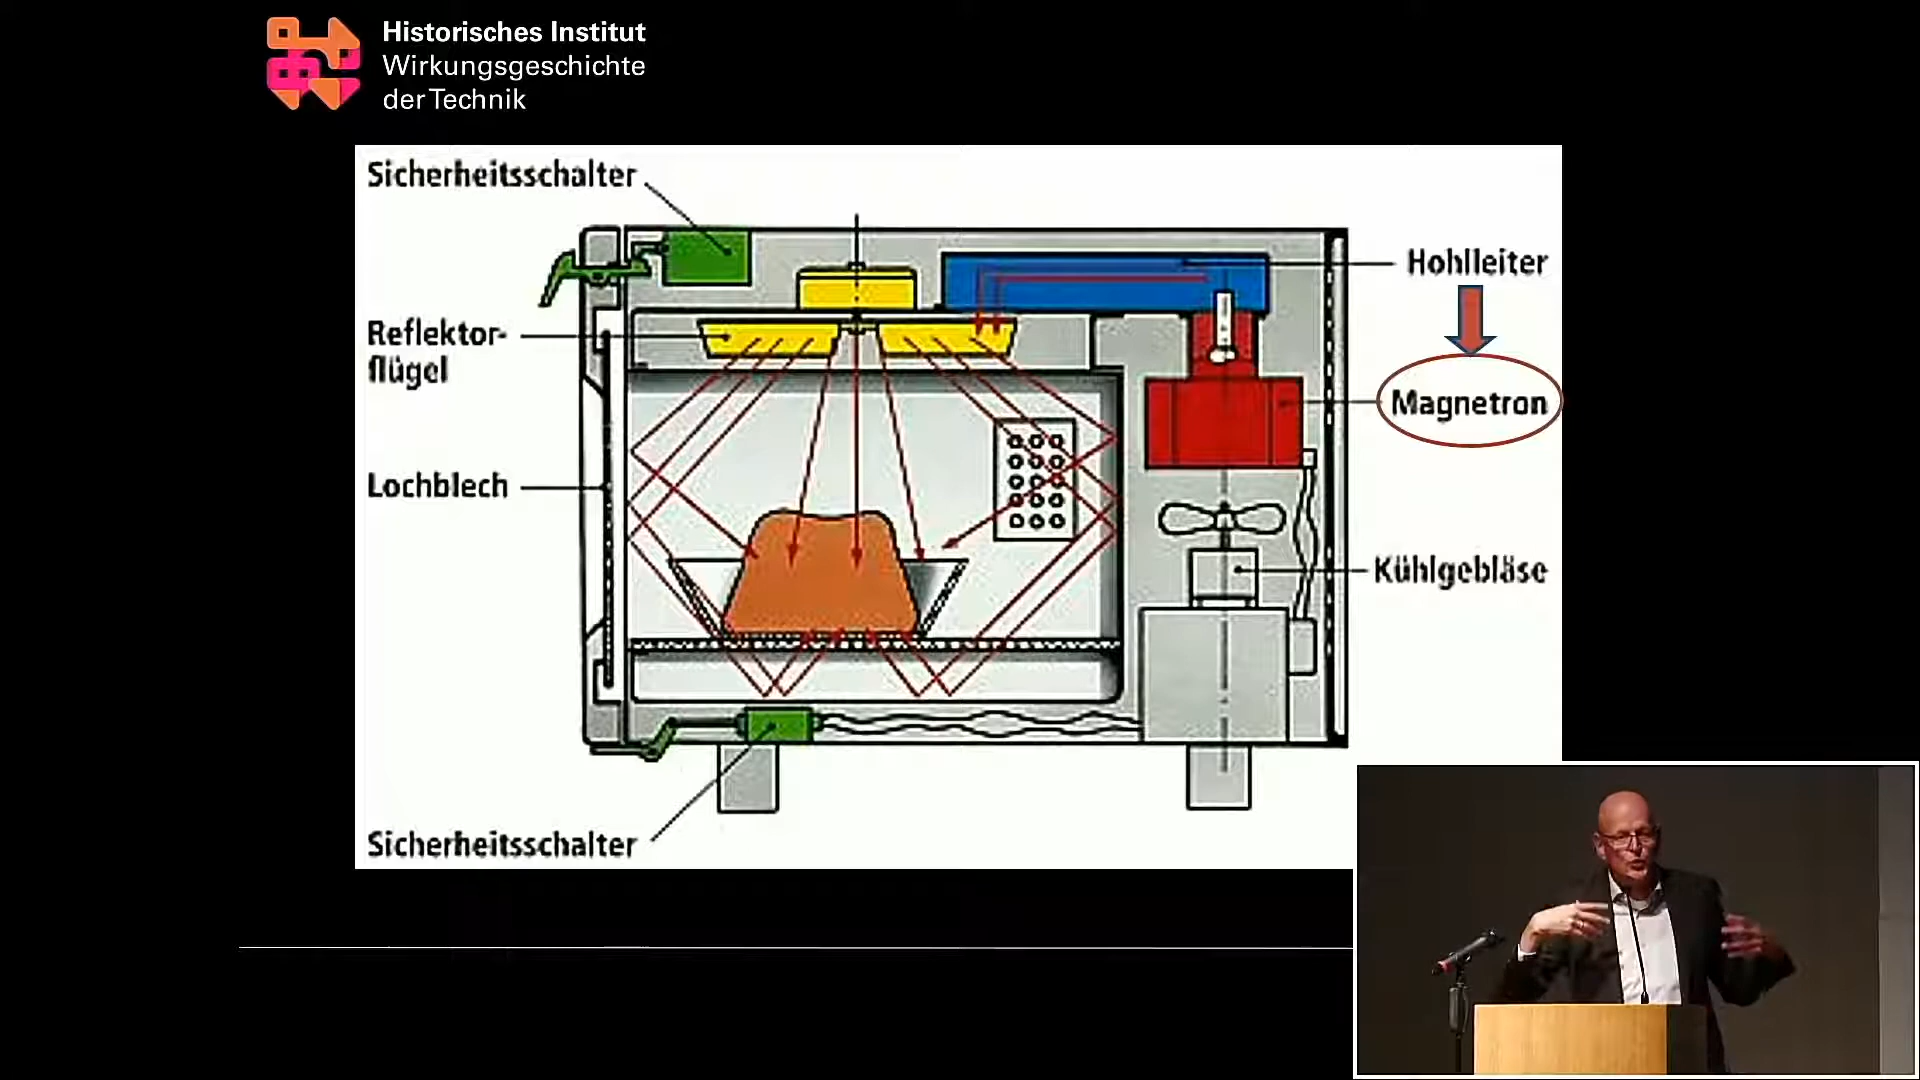 Historisches Institut
Wirkungsgeschichte
der Technik
Sicherheitsschalter
Hohlleiter
Reflektor-
flügel
Magnetron
Lochblech
Kühlgebläse
Sicherheitsschalter